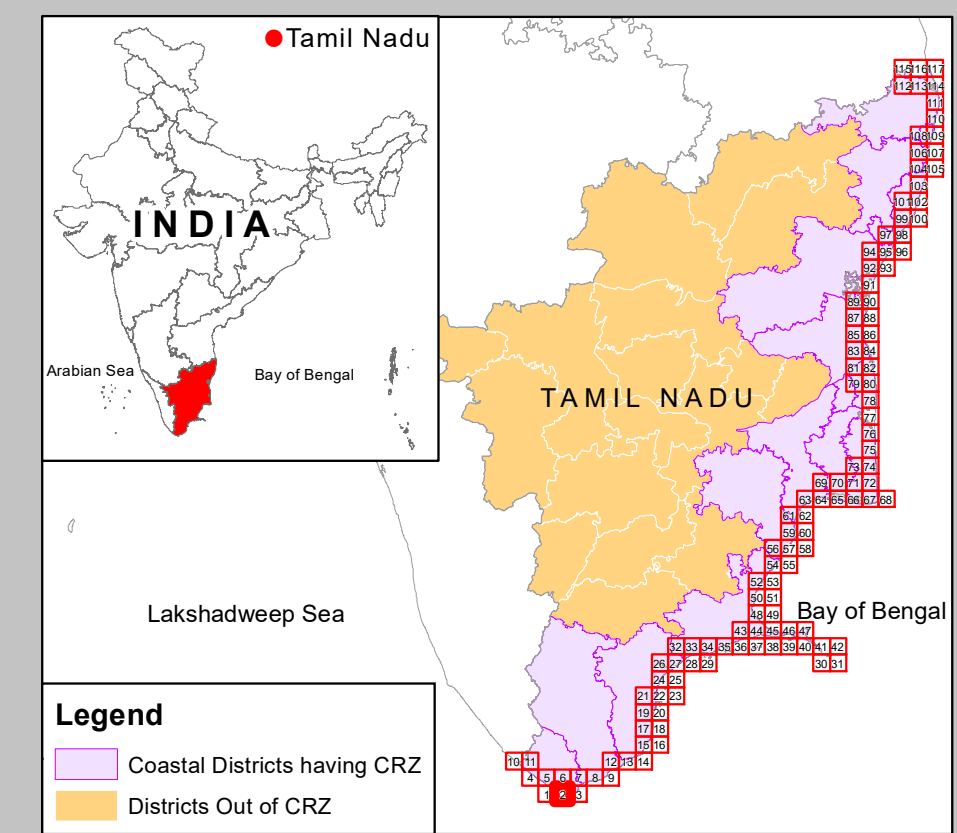 Tamil Nadu
INDIA
Arabian Sea
Bay of Bengal
TAMIL NADU
115 116 117
112 113 114
111
110
108 109
106 107
104 105
103
101 102
99 100
97 98
94 95 96
92 93
91
89 90
87 88
85 86
83 84
81 82
79 80
78
77
76
75
73 74
69 70 71 72
63 64 65 66 67 68
61 62
59 60
56 57 58
54 55
52 53
50 51
Lakshadweep Sea
Bay of Bengal
48 49
43 44 45 46 47
32 33 34 35 36 37 38 39 40 41 42
26 27 28 29 30 31
24 25
21 22 23
19 20
17 18
15 16
10 11 12 13 14
4 5 6 7 8 9
1 2 3
Legend
Coastal Districts having CRZ
Districts Out of CRZ